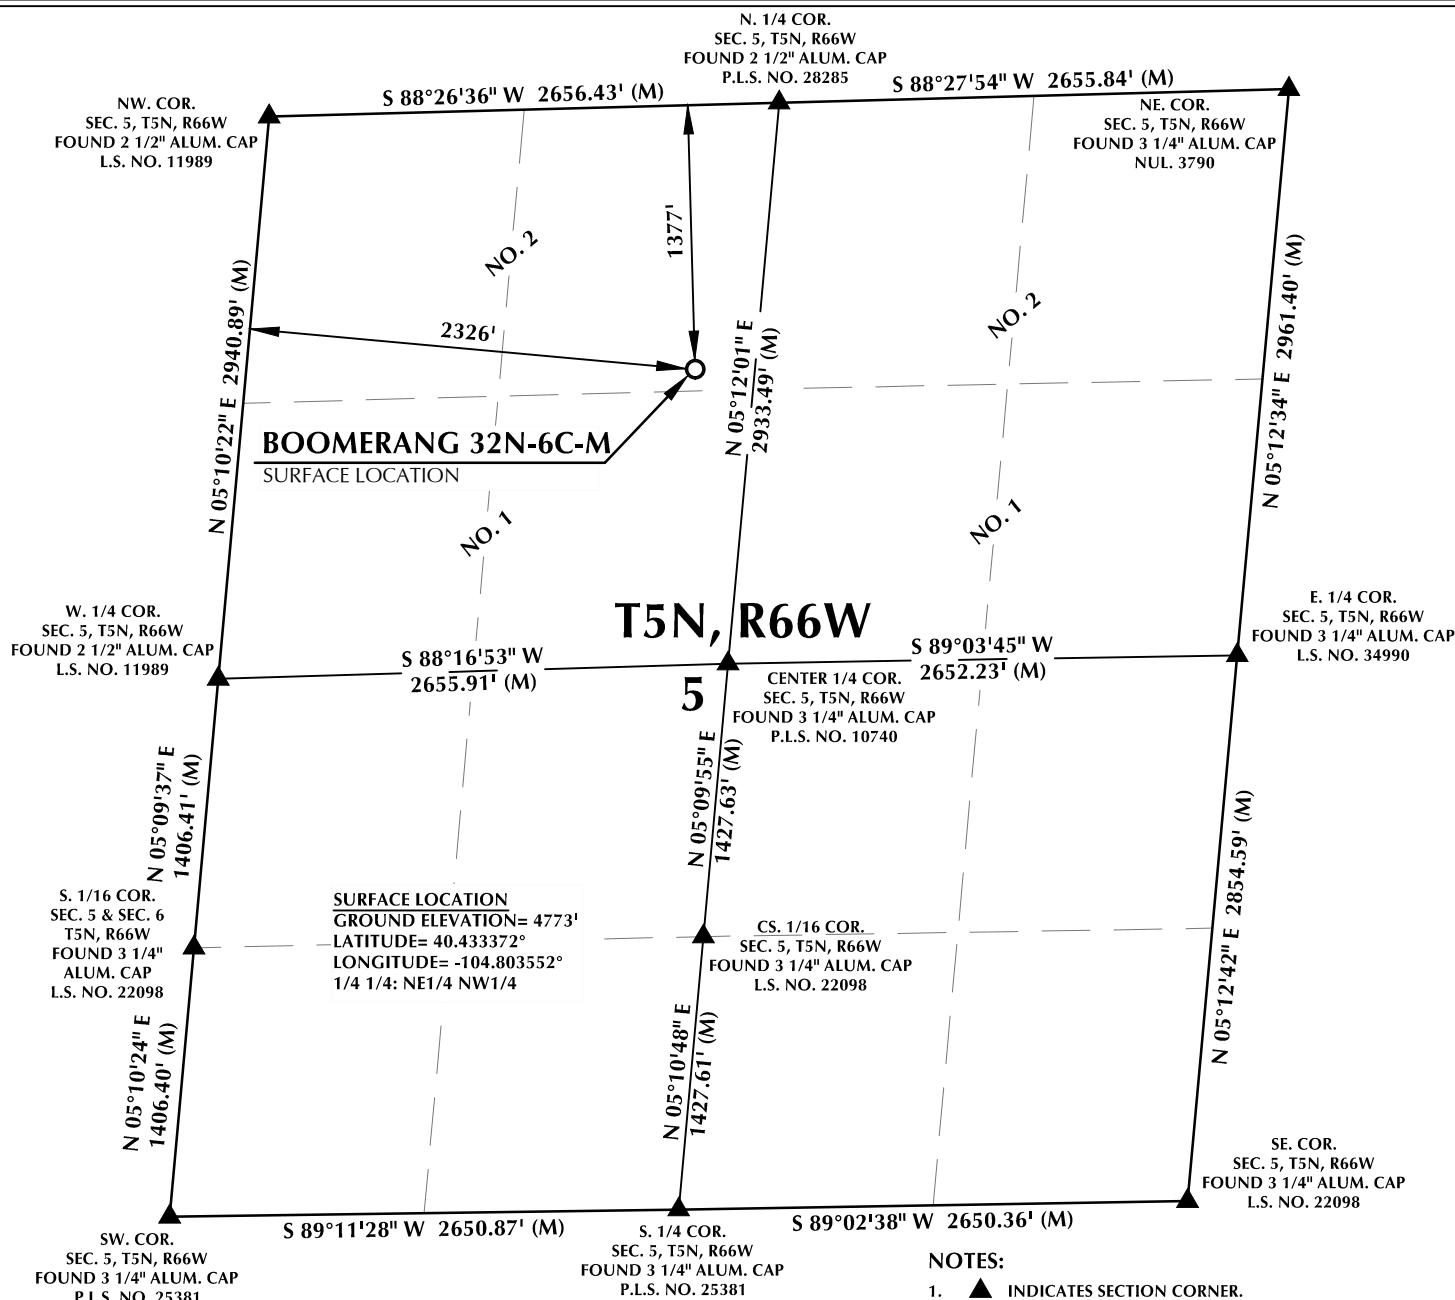 N. 1/4 COR.
SEC. 5, T5N, R66W
FOUND 2 1/2" ALUM. CAP
P.L.S. NO. 28285
S 88°26'36" W 2656.43' (M)
S 88°27'54" W 2655.84' (M)
NW. COR.
SEC. 5, T5N, R66W
FOUND 2 1/2" ALUM. CAP
L.S. NO. 11989
NE. COR.
SEC. 5, T5N, R66W
FOUND 3 1/4" ALUM. CAP
NUL. 3790
1377'
NO. 2
NO. 2
2326'
N 05°10'22" E 2940.89' (M)
N 05°12'01" E
2933.49' (M)
N 05°12'34" E 2961.40' (M)
BOOMERANG 32N-6C-M
SURFACE LOCATION
NO. 1
NO. 1
T5N, R66W
W. 1/4 COR.
SEC. 5, T5N, R66W
FOUND 2 1/2" ALUM. CAP
L.S. NO. 11989
E. 1/4 COR.
SEC. 5, T5N, R66W
FOUND 3 1/4" ALUM. CAP
L.S. NO. 34990
S 88°16'53" W
2655.91' (M)
S 89°03'45" W
2652.23' (M)
5
CENTER 1/4 COR.
SEC. 5, T5N, R66W
FOUND 3 1/4" ALUM. CAP
P.L.S. NO. 10740
N 05°09'37" E
1406.41' (M)
N 05°09'55" E
1427.63' (M)
N 05°12'42" E 2854.59' (M)
S. 1/16 COR.
SEC. 5 & SEC. 6
T5N, R66W
FOUND 3 1/4"
ALUM. CAP
L.S. NO. 22098
SURFACE LOCATION
GROUND ELEVATION= 4773'
LATITUDE= 40.433372°
LONGITUDE= -104.803552°
1/4 1/4: NE1/4 NW1/4
CS. 1/16 COR.
SEC. 5, T5N, R66W
FOUND 3 1/4" ALUM. CAP
L.S. NO. 22098
N 05°10'24" E
1406.40' (M)
N 05°10'48" E
1427.61' (M)
SE. COR.
SEC. 5, T5N, R66W
FOUND 3 1/4" ALUM. CAP
L.S. NO. 22098
S 89°11'28" W 2650.87' (M)
S 89°02'38" W 2650.36' (M)
SW. COR.
SEC. 5, T5N, R66W
FOUND 3 1/4" ALUM. CAP
P.L.S. NO. 25381
S. 1/4 COR.
SEC. 5, T5N, R66W
FOUND 3 1/4" ALUM. CAP
P.L.S. NO. 25381
NOTES:
1. ▲ INDICATES SECTION CORNER.